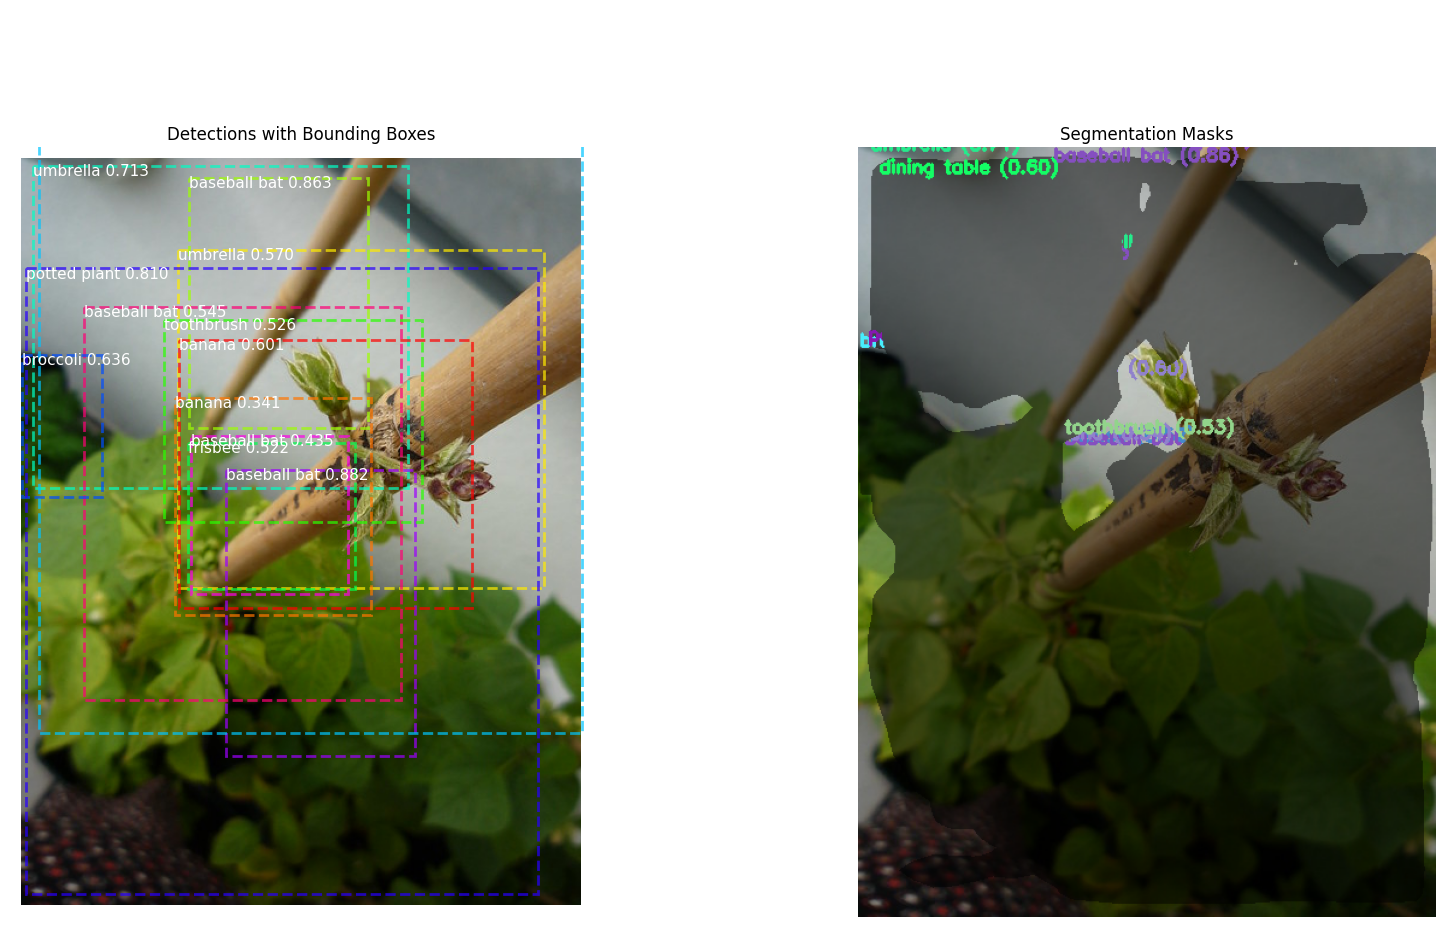 Detections with Bounding Boxes
umbrella 0.713
baseball bat 0.863
umbrella 0.570
potted plant 0.810
baseball bat 0.545
toothbrush 0.526
banana 0.601
broccoli 0.636
banana 0.341
baseball bat 0.435
frisbee 0.522
baseball bat 0.882
Segmentation Masks
baseball bat (0.86)
dining table (0.60)
(0.60)
toothbrush (0.53)